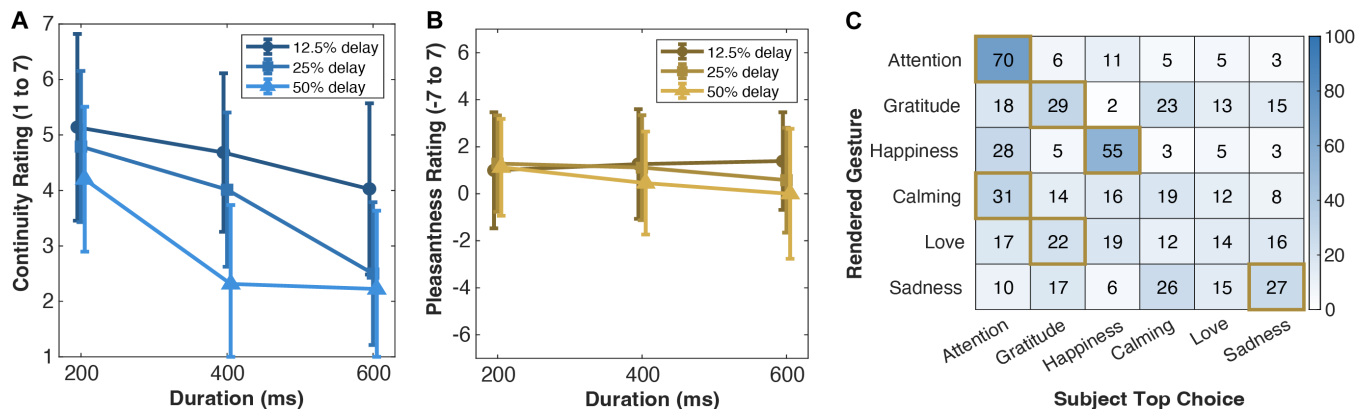 A
Continuity Rating (1 to 7)
7
6
5
4
3
2
1
200
400
600
Duration (ms)
12.5% delay
25% delay
50% delay
B
Pleasantness Rating (-7 to 7)
6
4
2
0
-2
-4
-6
200
400
600
Duration (ms)
12.5% delay
25% delay
50% delay
C
Rendered Gesture
Attention 70 6 11 5 5 3
Gratitude 18 29 2 23 13 15
Happiness 28 5 55 3 5 3
Calming 31 14 16 19 12 8
Love 17 22 19 12 14 16
Sadness 10 17 6 26 15 27
Attention Gratitude Happiness Calming Love Sadness
Subject Top Choice
100
80
60
40
20
0